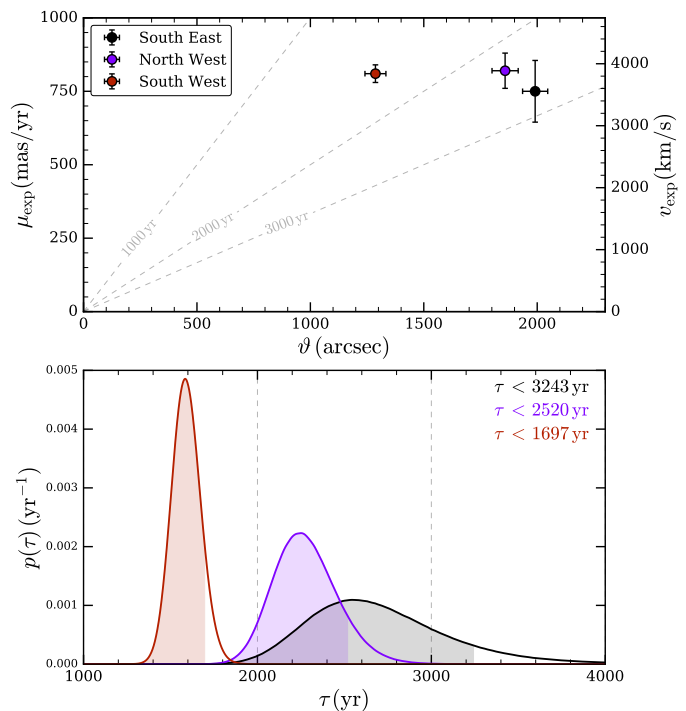 1000
750
500
250
0
μexp (mas/yr)
South East
North West
South West
1000 yr
2000 yr
3000 yr
4000
3000
2000
1000
0
vexp (km/s)
0 500 1000 1500 2000
ϑ (arcsec)
0.005
0.004
0.003
0.002
0.001
0.000
p(τ) (yr⁻¹)
τ < 3243 yr
τ < 2520 yr
τ < 1697 yr
1000 2000 3000 4000
τ (yr)